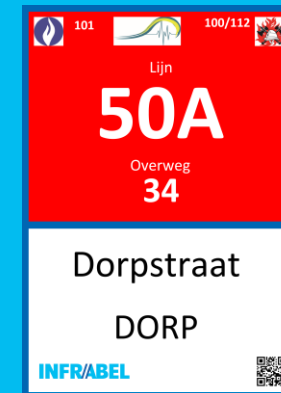 101 100/112
Lijn
50A
Overweg
34
Dorpstraat
DORP
INFRABEL